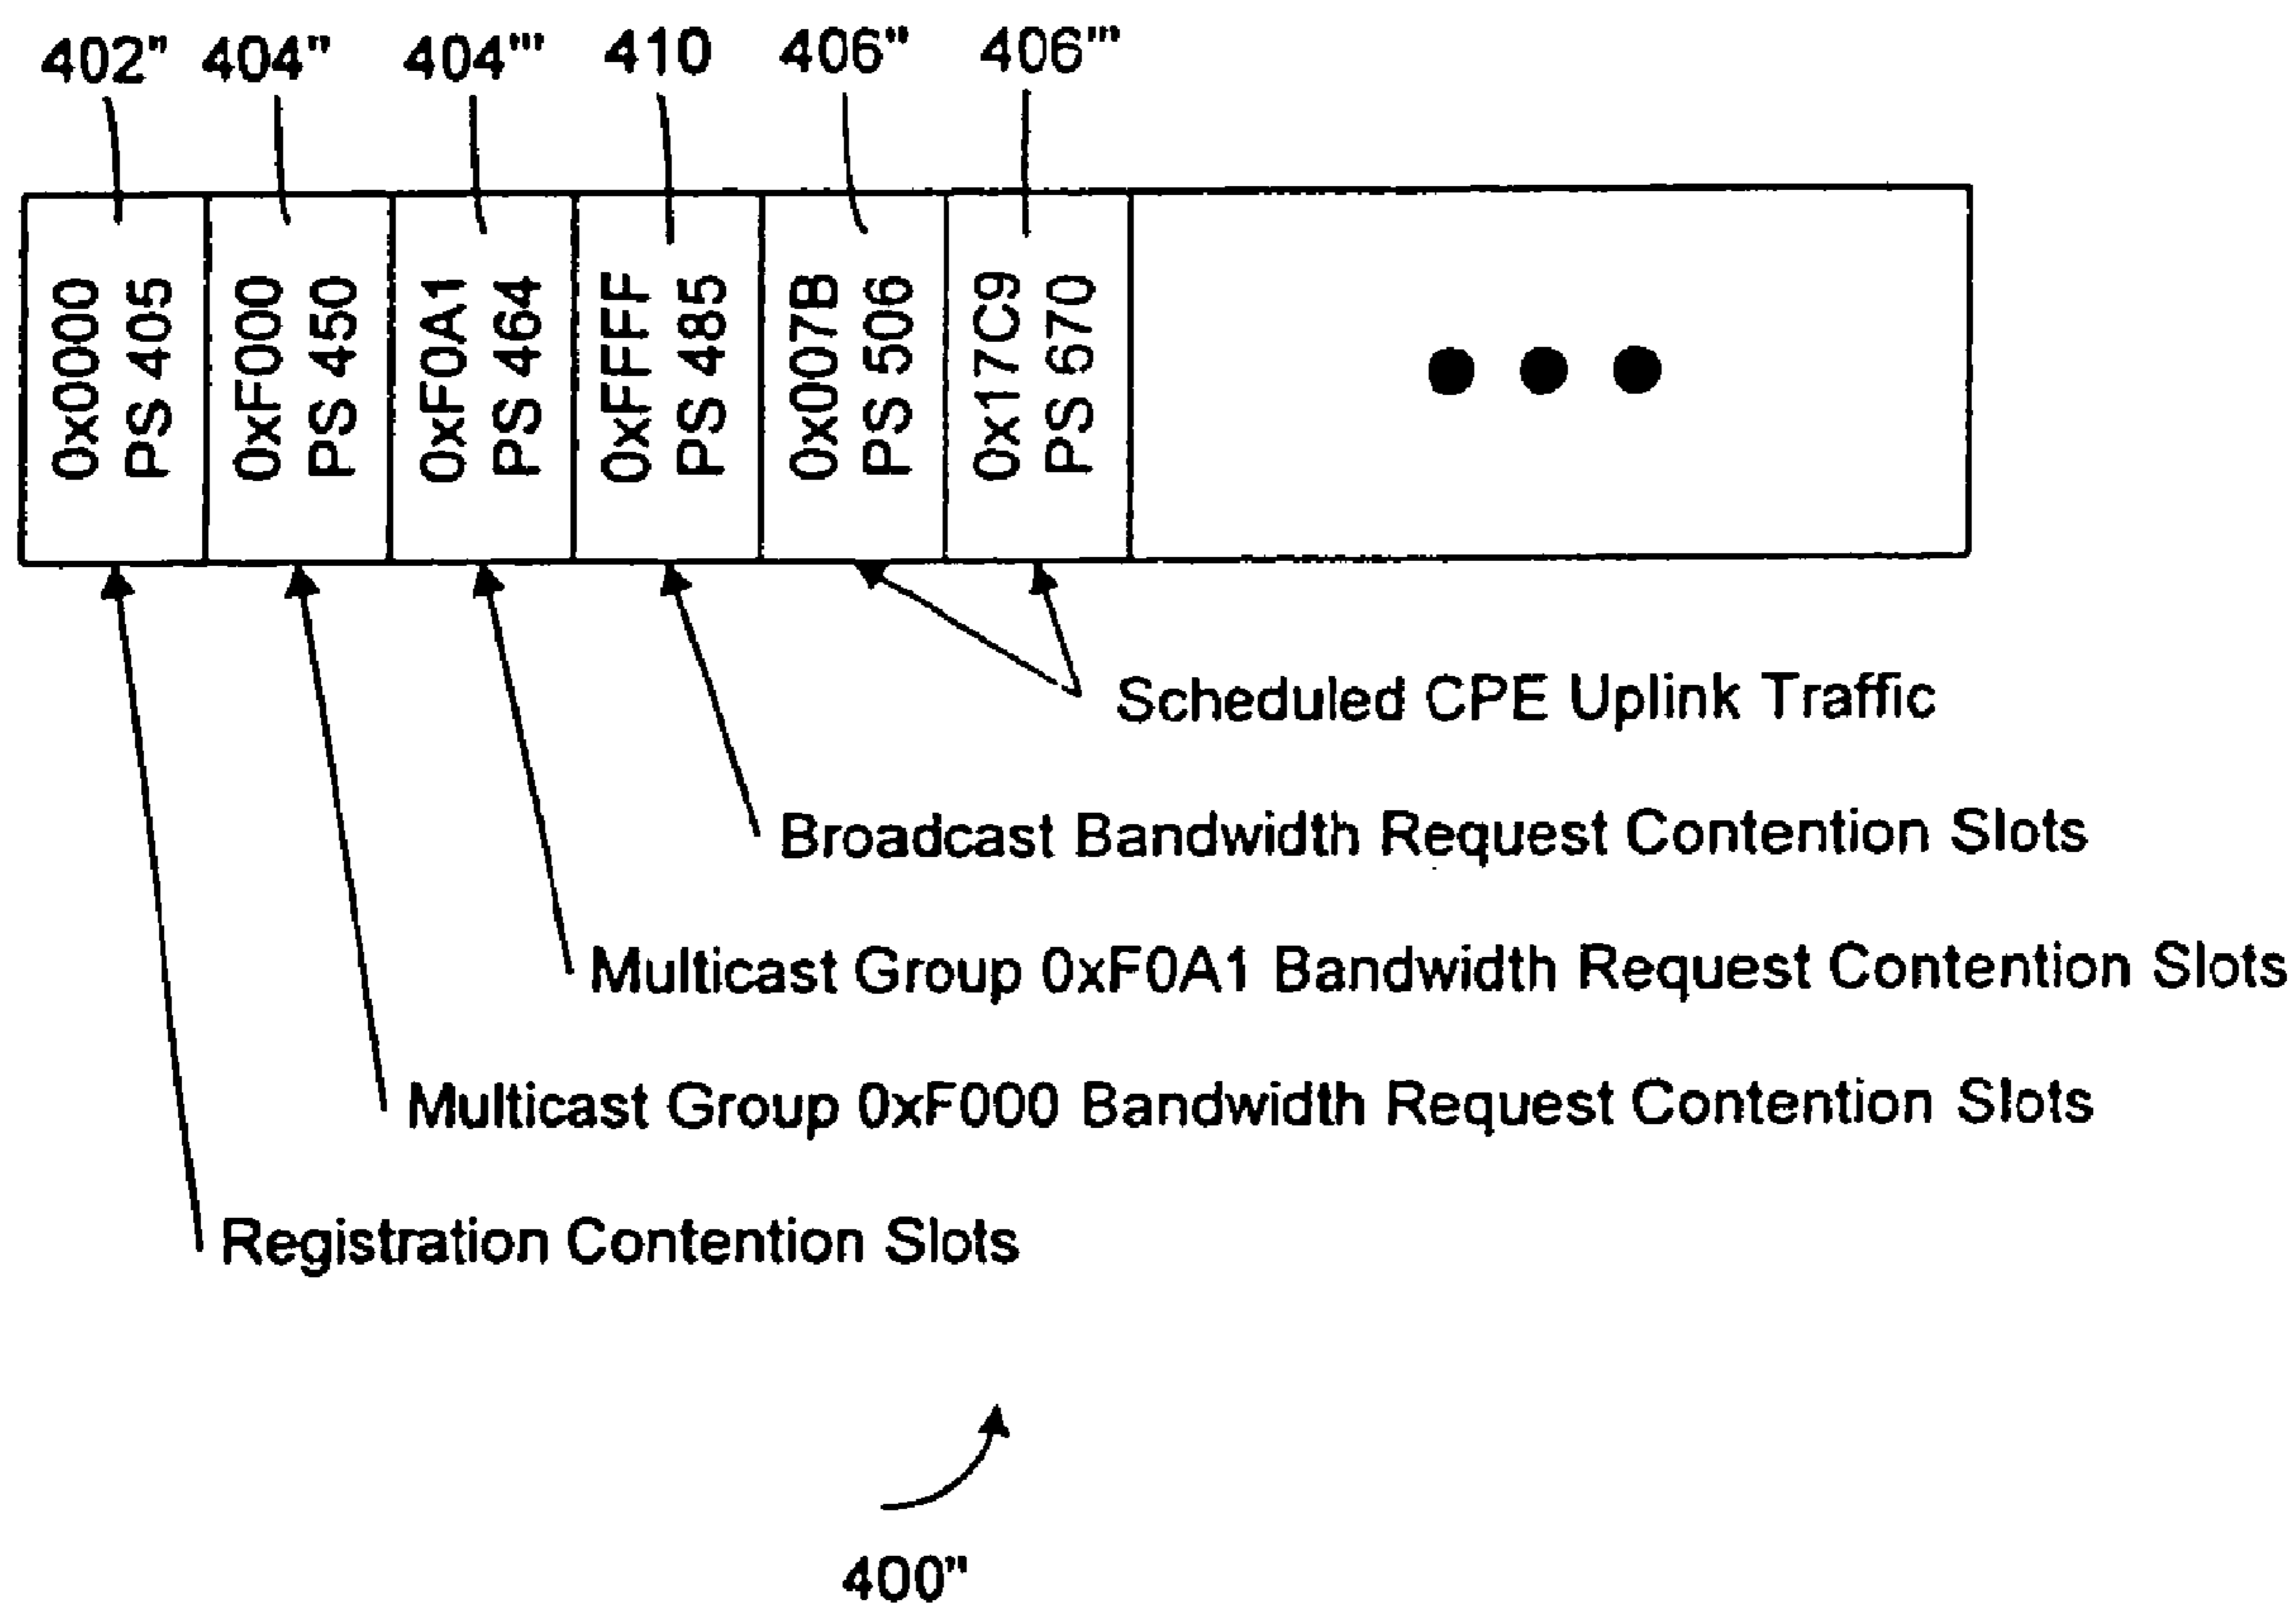 402" 404" 404"' 410 406" 406"'
0x0000
PS 405
0xF000
PS 450
0xF0A1
PS 464
0xFFFF
PS 485
0x007B
PS 506
0x17C9
PS 670
Scheduled CPE Uplink Traffic
Broadcast Bandwidth Request Contention Slots
Multicast Group 0xF0A1 Bandwidth Request Contention Slots
Multicast Group 0xF000 Bandwidth Request Contention Slots
Registration Contention Slots
400"